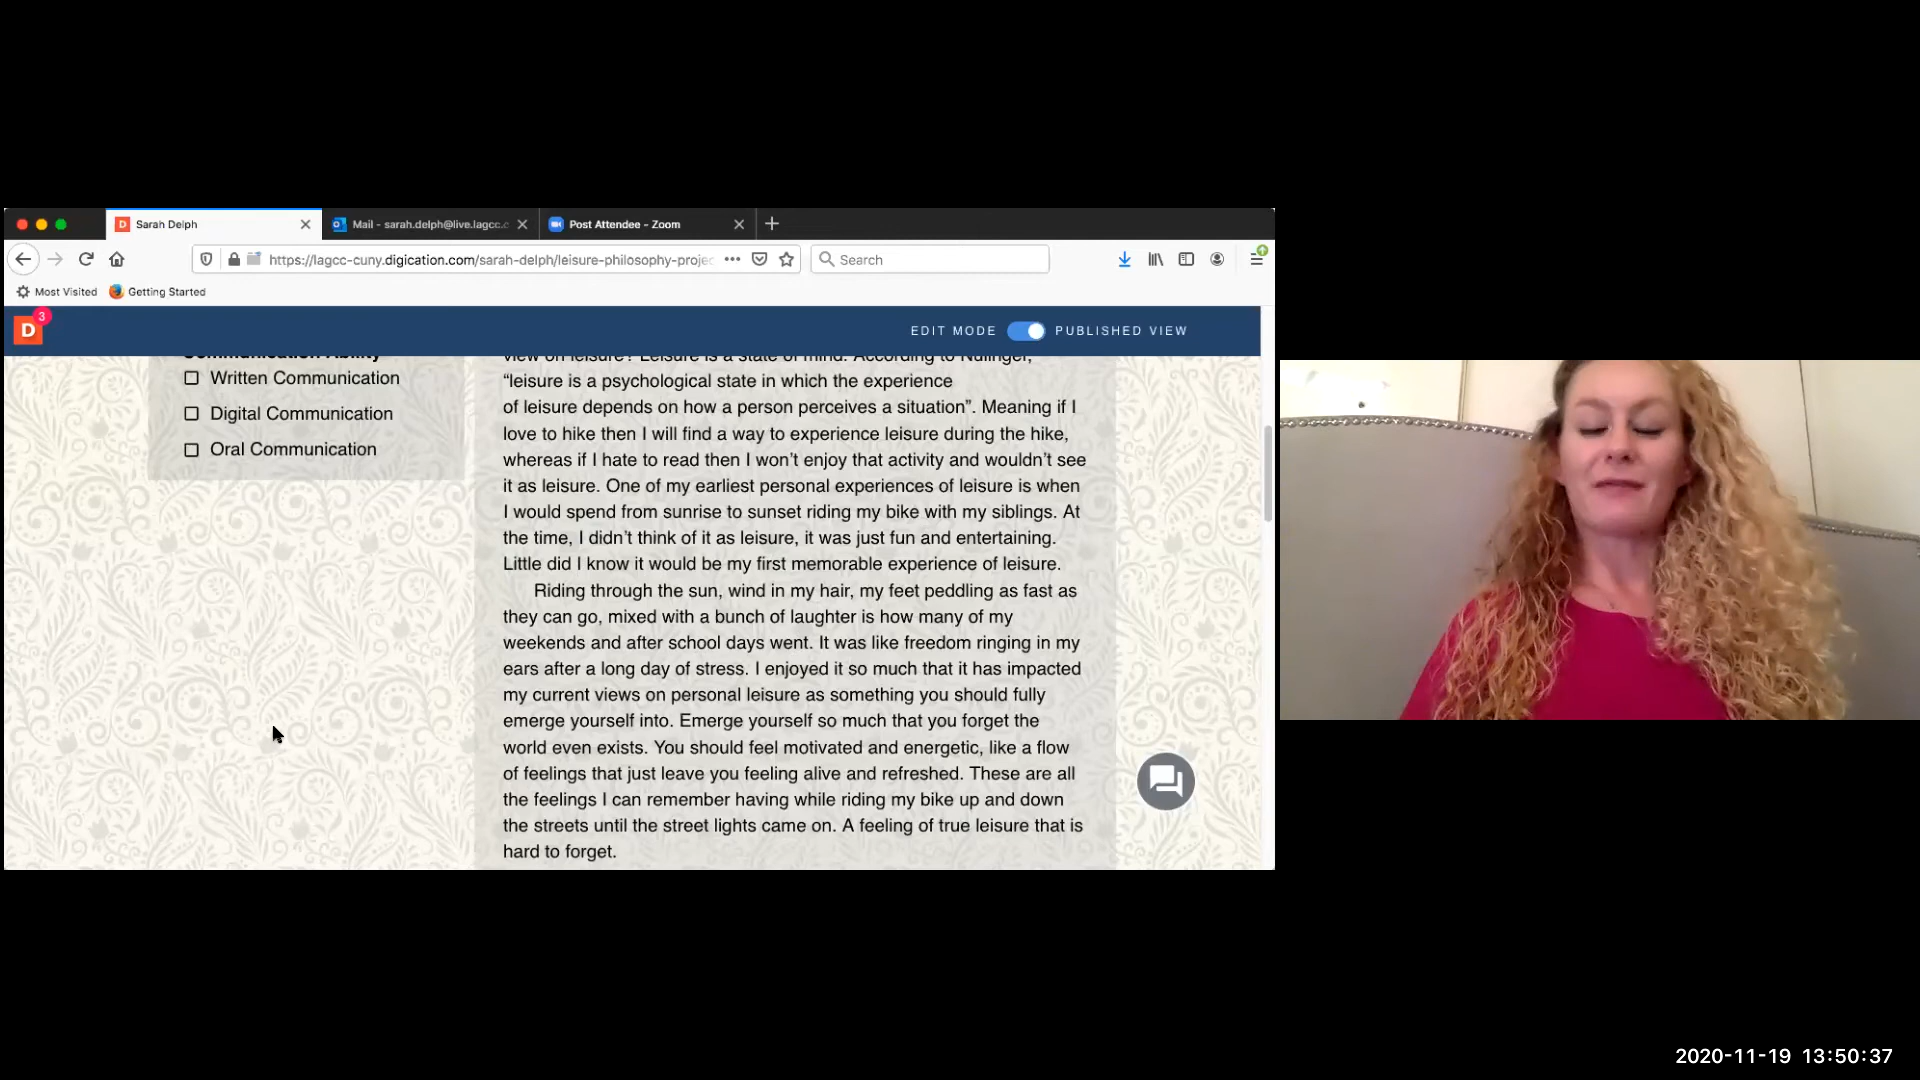 Sarah Delph
Mail - sarah.delph@live.lagcc.c
Post Attendee - Zoom
https://lagcc-cuny.digication.com/sarah-delph/leisure-philosophy-projec
Search
Most Visited
Getting Started
D
3
EDIT MODE
PUBLISHED VIEW
Communication Ability
Written Communication
Digital Communication
Oral Communication
view on leisure? Leisure is a state of mind. According to Nulinger,
“leisure is a psychological state in which the experience
of leisure depends on how a person perceives a situation”. Meaning if I
love to hike then I will find a way to experience leisure during the hike,
whereas if I hate to read then I won’t enjoy that activity and wouldn’t see
it as leisure. One of my earliest personal experiences of leisure is when
I would spend from sunrise to sunset riding my bike with my siblings. At
the time, I didn’t think of it as leisure, it was just fun and entertaining.
Little did I know it would be my first memorable experience of leisure.
Riding through the sun, wind in my hair, my feet peddling as fast as
they can go, mixed with a bunch of laughter is how many of my
weekends and after school days went. It was like freedom ringing in my
ears after a long day of stress. I enjoyed it so much that it has impacted
my current views on personal leisure as something you should fully
emerge yourself into. Emerge yourself so much that you forget the
world even exists. You should feel motivated and energetic, like a flow
of feelings that just leave you feeling alive and refreshed. These are all
the feelings I can remember having while riding my bike up and down
the streets until the street lights came on. A feeling of true leisure that is
hard to forget.
2020-11-19 13:50:37